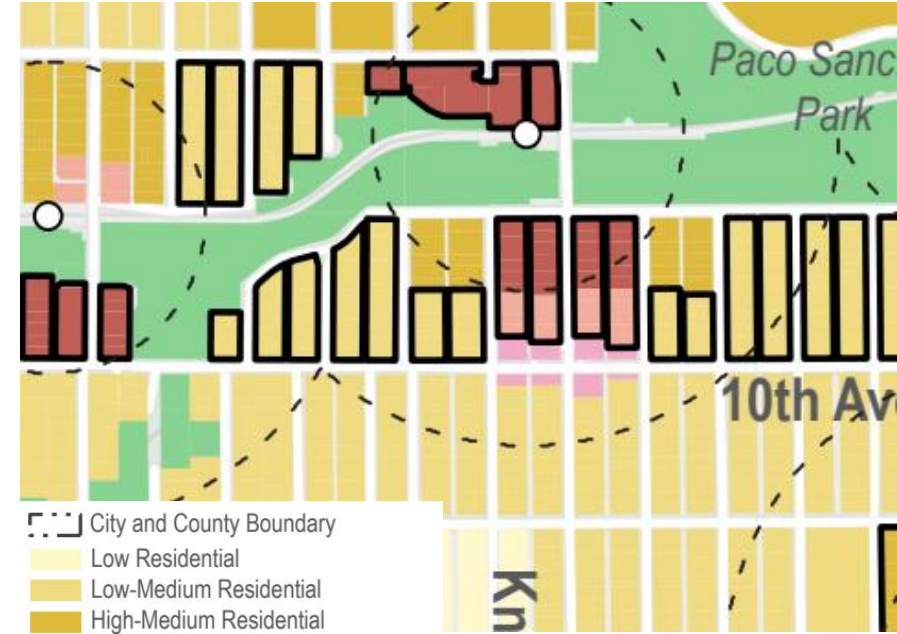 Paco Sanc
Park
10th Av
City and County Boundary
Low Residential
Low-Medium Residential
High-Medium Residential
Kn